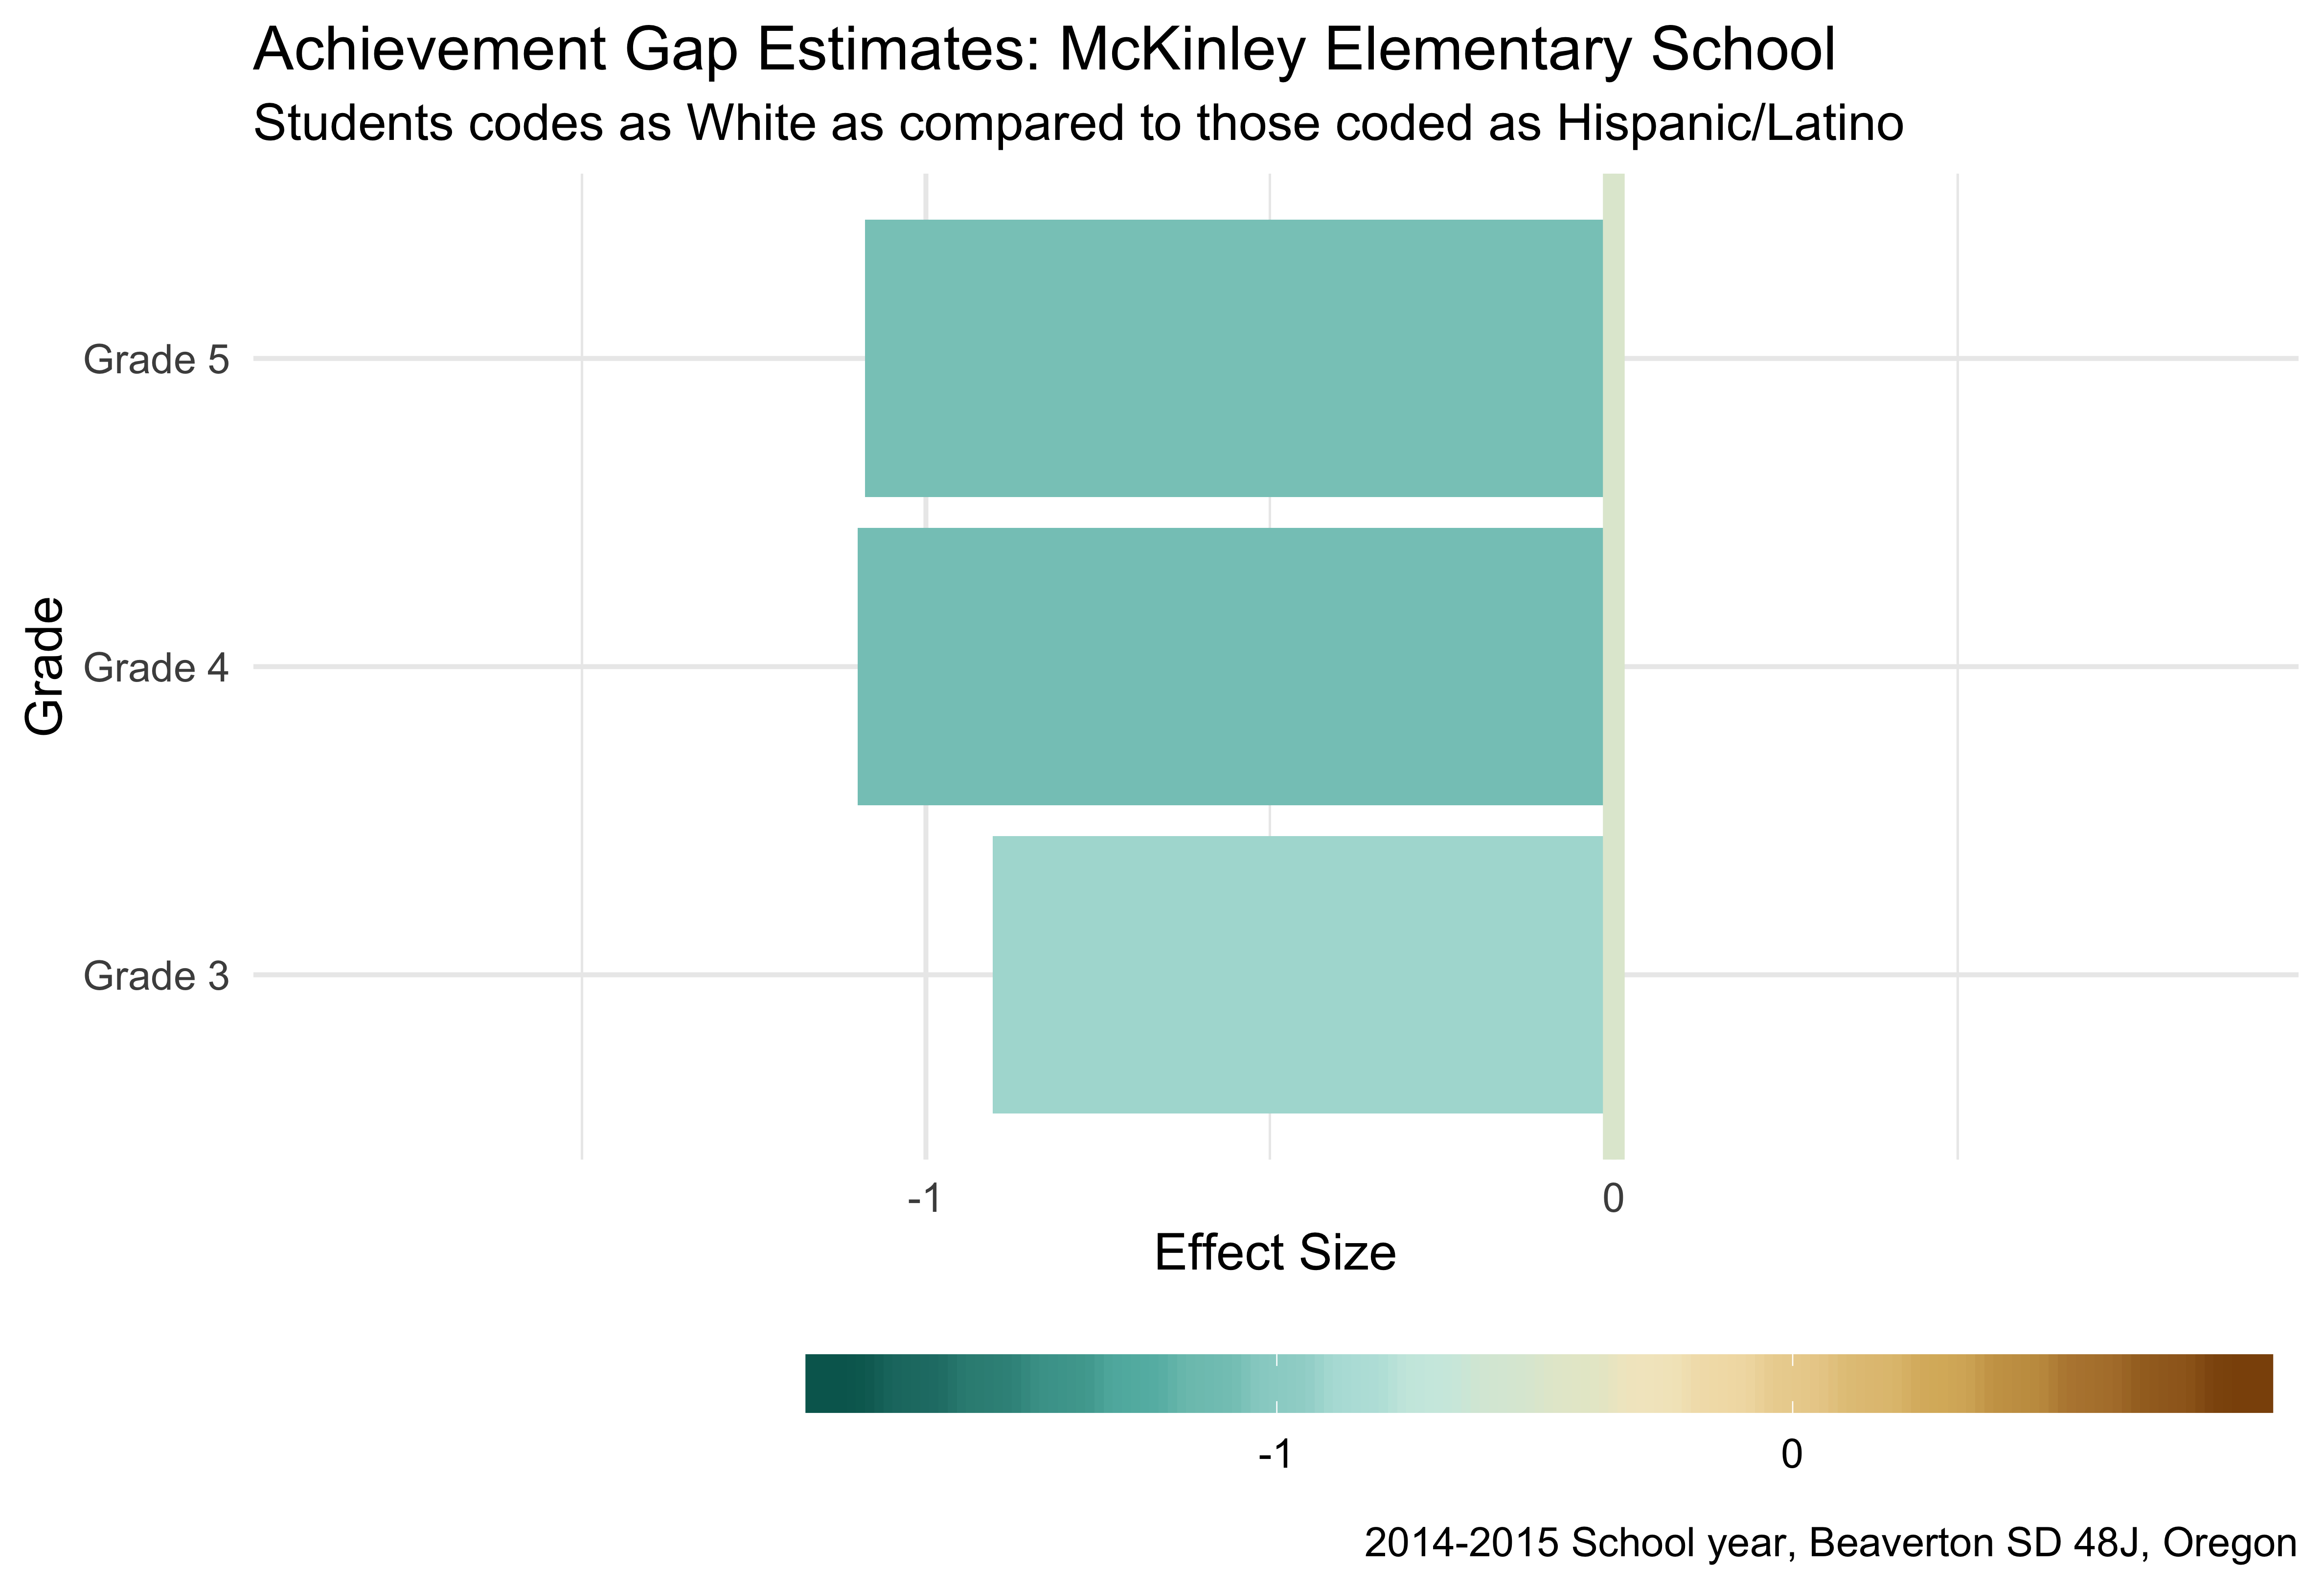 Achievement Gap Estimates: McKinley Elementary School
Students codes as White as compared to those coded as Hispanic/Latino
Grade
Grade 5
Grade 4
Grade 3
-1 0
Effect Size
-1 0
2014-2015 School year, Beaverton SD 48J, Oregon